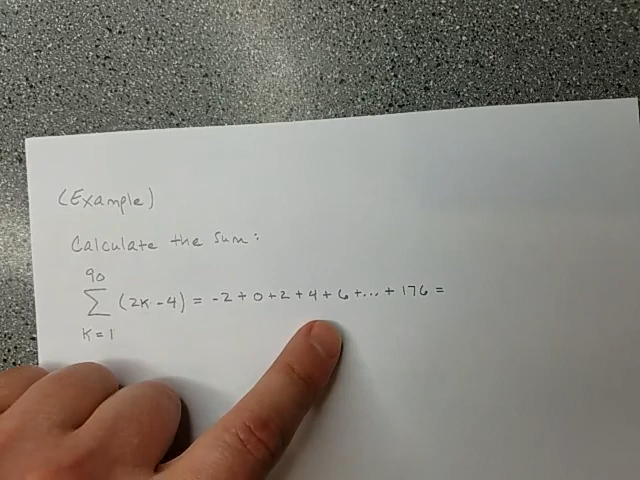 (Example)
Calculate the sum:
90
∑ (2K-4) = -2+0+2+4+6+...+176=
K=1